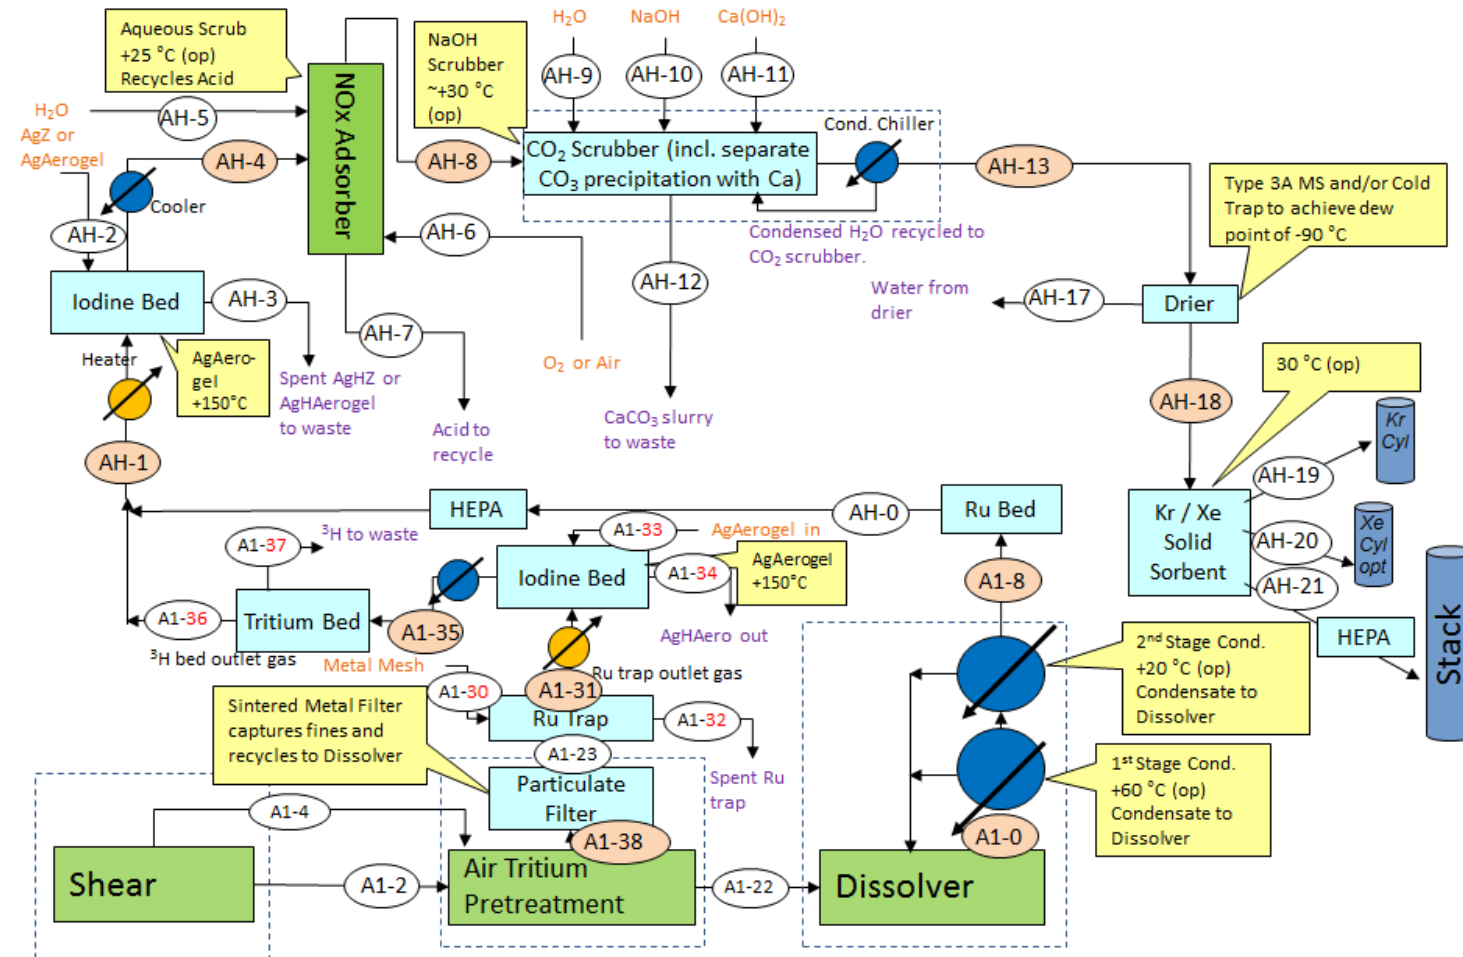 Aqueous Scrub
+25 °C (op)
Recycles Acid
NaOH
Scrubber
~+30 °C
(op)
H₂O
NaOH
Ca(OH)₂
AH-9
AH-10
AH-11
H₂O
AgZ or
AgAerogel
AH-5
AH-4
NOx Adsorber
AH-8
CO₂ Scrubber (incl. separate
CO₃ precipitation with Ca)
Cond. Chiller
AH-13
Type 3A MS and/or Cold
Trap to achieve dew
point of -90 °C
Cooler
AH-2
AH-6
Condensed H₂O recycled to
CO₂ scrubber.
Iodine Bed
AH-3
AH-12
Water from
drier
AH-17
Drier
AH-7
Heater
AgAero-
gel
+150°C
O₂ or Air
30 °C (op)
Spent AgHZ or
AgHAerogel
to waste
Acid to
recycle
CaCO₃ slurry
to waste
AH-18
Kr
Cyl
AH-1
AH-19
HEPA
AH-0
Ru Bed
Kr / Xe
Solid
Sorbent
Xe
Cyl
opt
AH-20
AH-21
³H to waste
A1-37
A1-33
AgAerogel in
Iodine Bed
A1-34
AgAerogel
+150°C
A1-8
A1-36
Tritium Bed
A1-35
AgHAero out
HEPA
Stack
³H bed outlet gas
Metal Mesh
Ru trap outlet gas
2nd Stage Cond.
+20 °C (op)
Condensate to
Dissolver
A1-30
A1-31
Ru Trap
A1-32
Sintered Metal Filter
captures fines and
recycles to Dissolver
A1-23
Spent Ru
trap
Particulate
Filter
1st Stage Cond.
+60 °C (op)
Condensate to
Dissolver
A1-4
A1-38
A1-0
Shear
A1-2
Air Tritium
Pretreatment
A1-22
Dissolver